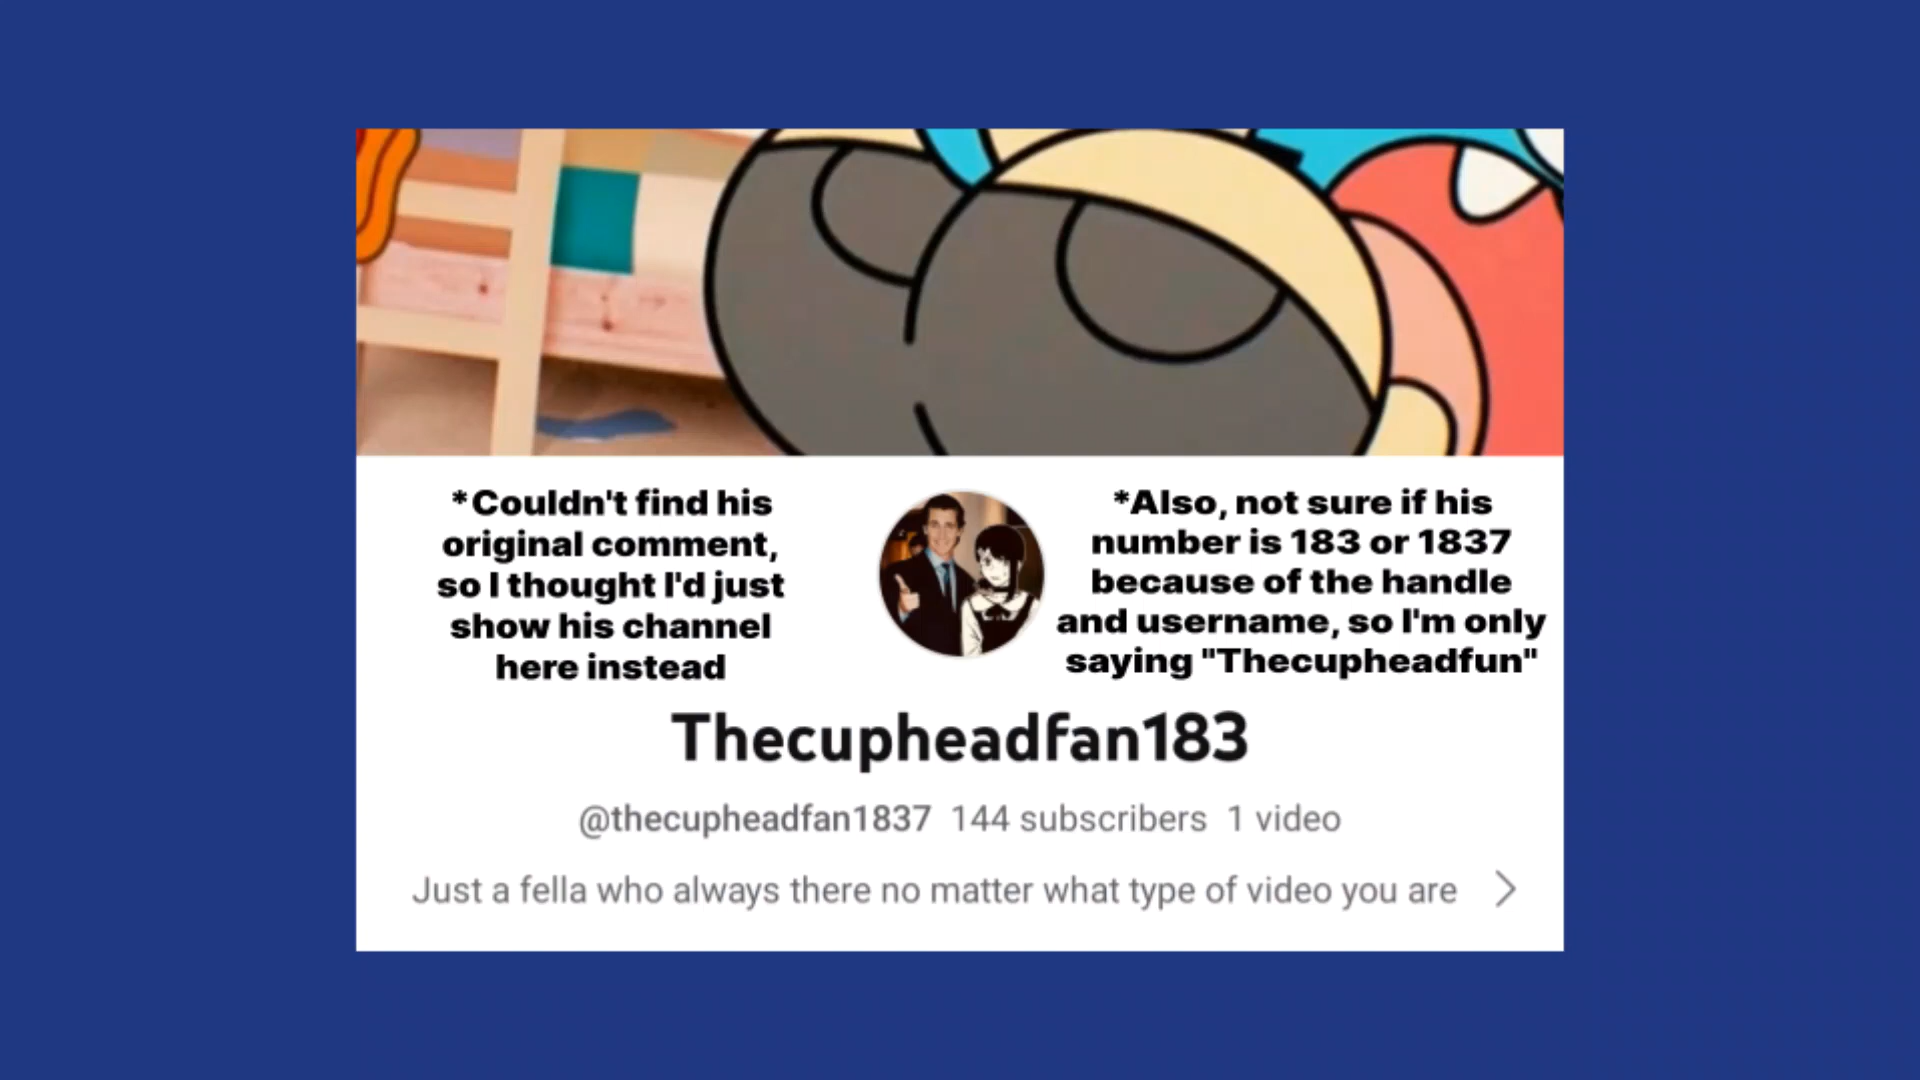 *Couldn't find his
original comment,
so I thought I'd just
show his channel
here instead
*Also, not sure if his
number is 183 or 1837
because of the handle
and username, so I'm only
saying "Thecupheadfun"
Thecupheadfan183
@thecupheadfan1837 144 subscribers 1 video
Just a fella who always there no matter what type of video you are